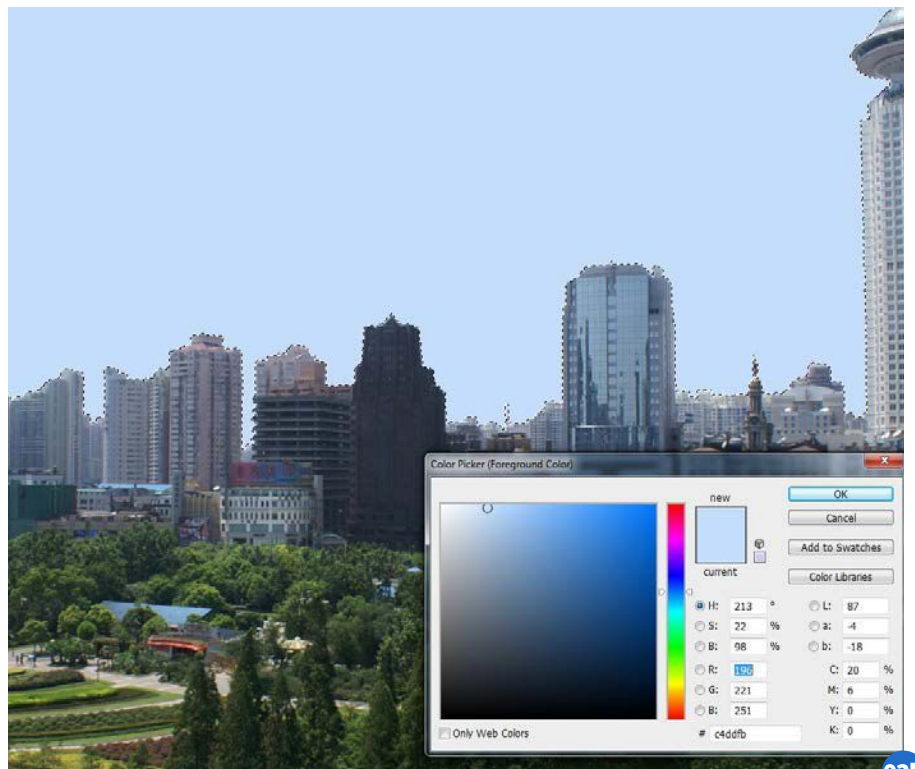 Color Picker (Foreground Color)
new
current
OK
Cancel
Add to Swatches
Color Libraries
H: 213 °
S: 22 %
B: 98 %
R: 196
G: 221
B: 251
L: 87
a: -4
b: -18
C: 20 %
M: 6 %
Y: 0 %
K: 0 %
# c4ddfb
Only Web Colors